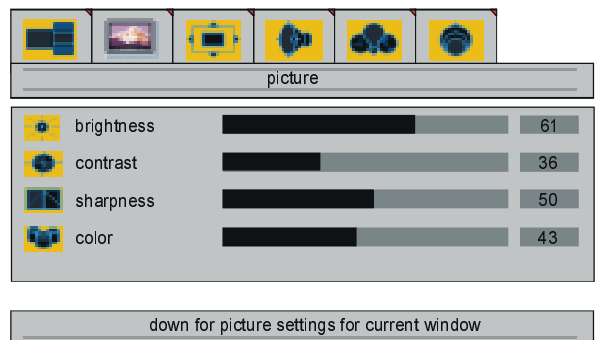 picture
brightness 61
contrast 36
sharpness 50
color 43
down for picture settings for current window